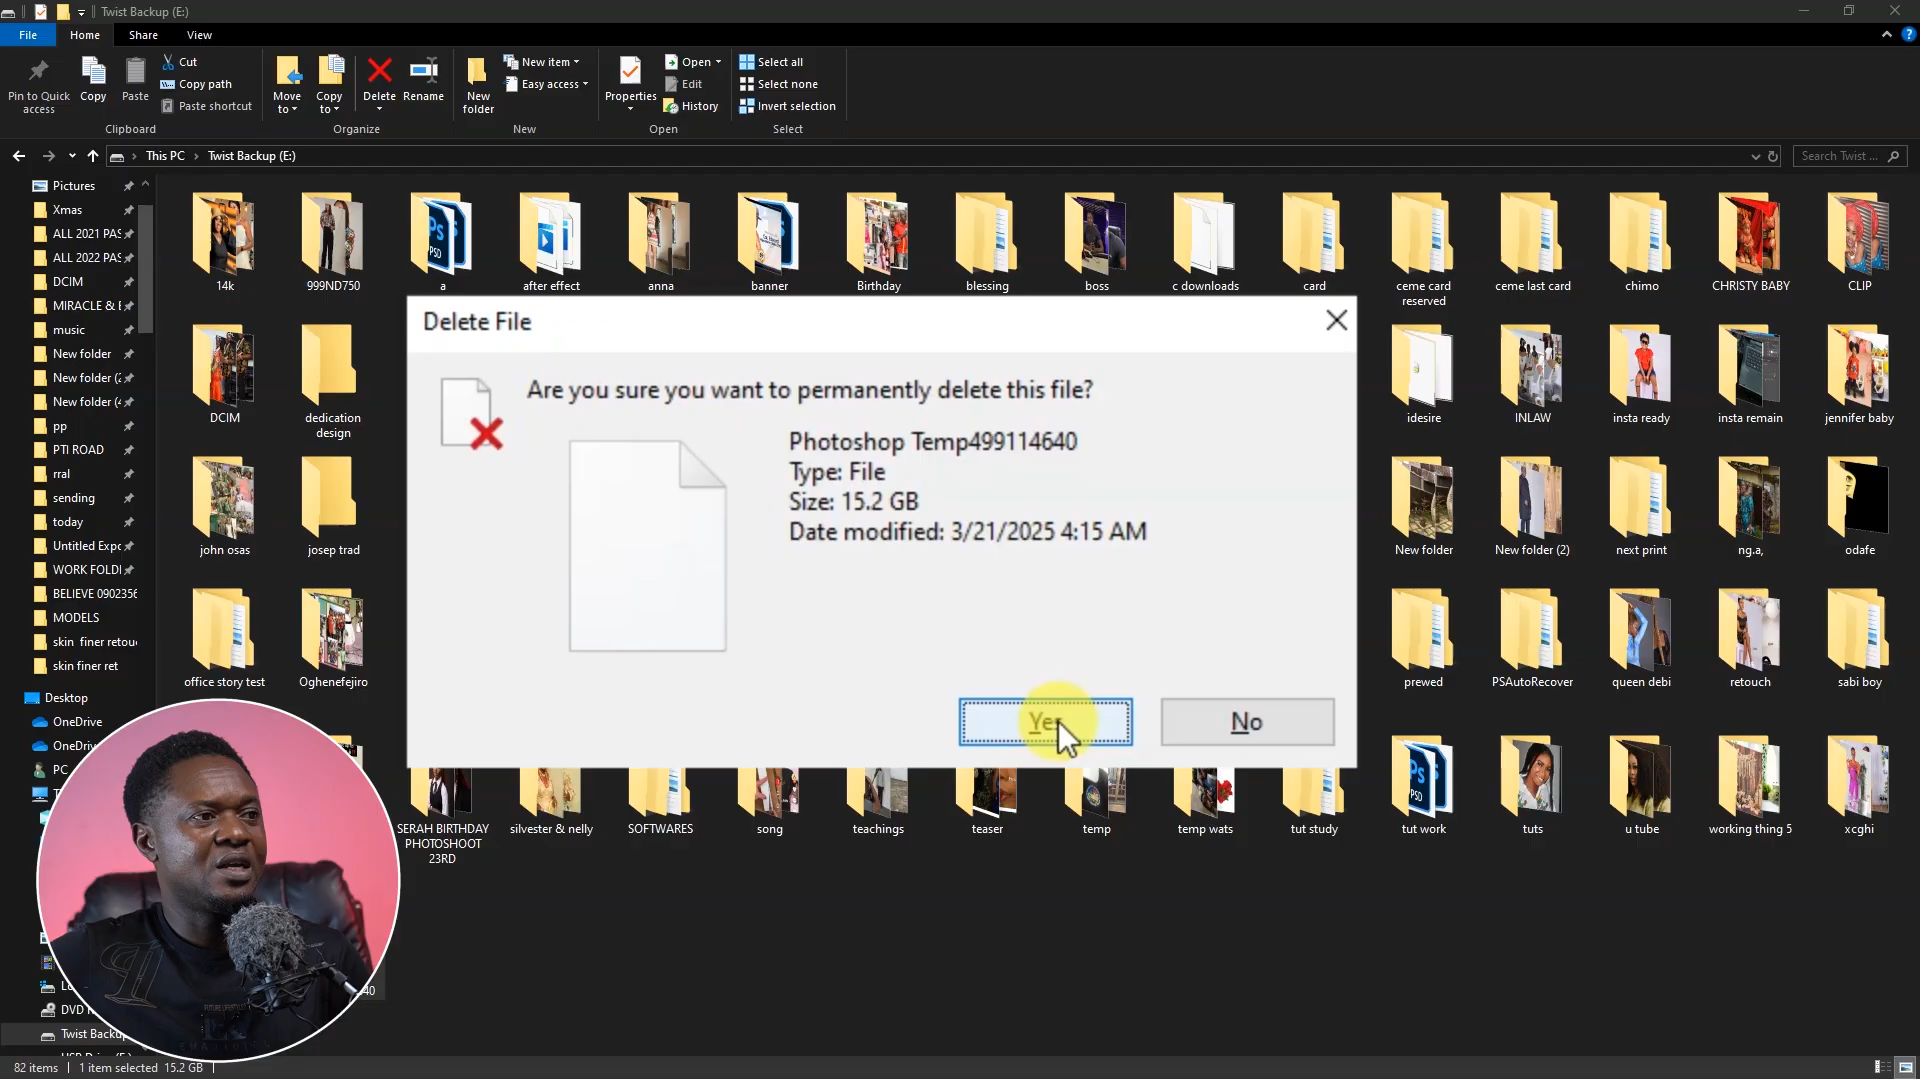 Twist Backup (E:)
File Home Share View
Pin to Quick access
Copy
Paste
Cut
Copy path
Paste shortcut
Clipboard
Move to
Copy to
Delete
Rename
Organize
New folder
New item
Easy access
New
Properties
Open
Edit
History
Open
Select all
Select none
Invert selection
Select
This PC
Twist Backup (E:)
Search Twist ...
Pictures
Xmas
ALL 2021 PAS
ALL 2022 PAS
DCIM
MIRACLE &
music
New folder
New folder (2
New folder (4
pp
PTI ROAD
rral
sending
today
Untitled Expo
WORK FOLD
BELIEVE 0902356
MODELS
skin finer retou
skin finer ret
Desktop
OneDrive
OneDriv
PC
DVD
Twist Backup
14k
999ND750
a
after effect
anna
banner
Birthday
blessing
boss
c downloads
card
ceme card reserved
ceme last card
chimo
CHRISTY BABY
CLIP
DCIM
dedication design
idesire
INLAW
insta ready
insta remain
jennifer baby
john osas
josep trad
New folder
New folder (2)
next print
ng.a,
odafe
office story test
Oghenefejiro
prewed
PSAutoRecover
queen debi
retouch
sabi boy
SERAH BIRTHDAY PHOTOSHOOT 23RD
silvester & nelly
SOFTWARES
song
teachings
teaser
temp
temp wats
tut study
tut work
tuts
u tube
working thing 5
xcghi
Delete File
Are you sure you want to permanently delete this file?
Photoshop Temp499114640
Type: File
Size: 15.2 GB
Date modified: 3/21/2025 4:15 AM
Yes
No
40
82 items
1 item selected 15.2 GB